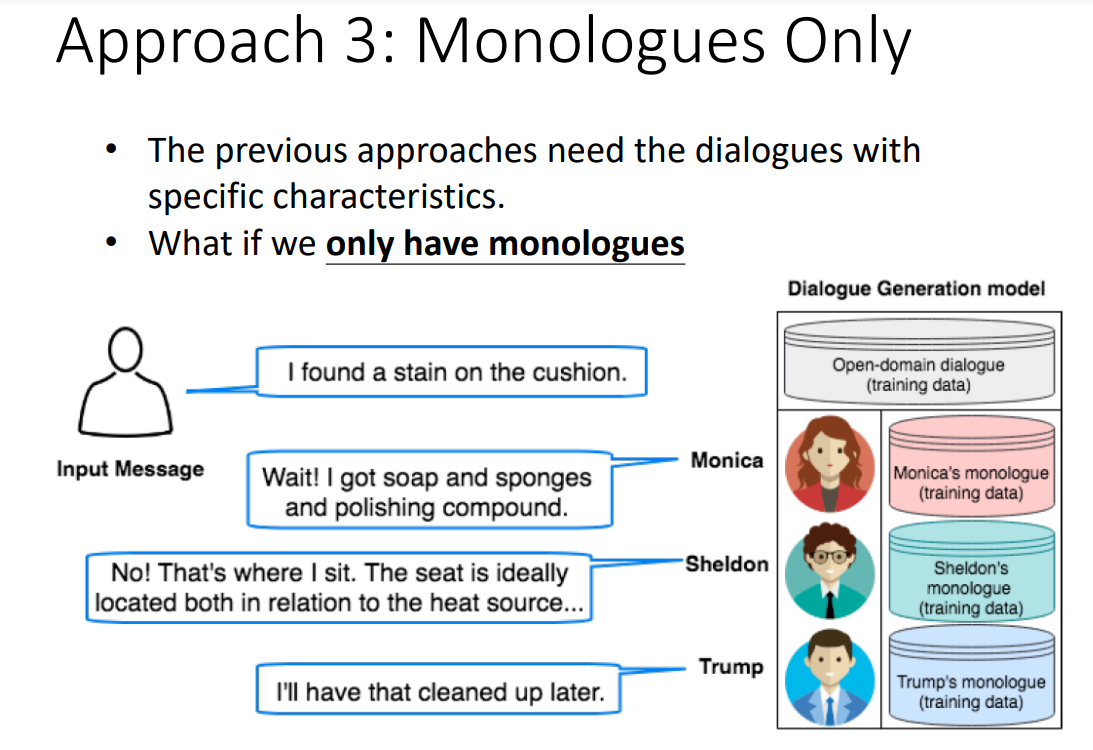 Approach 3: Monologues Only
• The previous approaches need the dialogues with
specific characteristics.
• What if we only have monologues
Dialogue Generation model
Open-domain dialogue
(training data)
I found a stain on the cushion.
Input Message
Wait! I got soap and sponges
and polishing compound.
Monica
Monica's monologue
(training data)
No! That's where I sit. The seat is ideally
located both in relation to the heat source...
Sheldon
Sheldon's
monologue
(training data)
I'll have that cleaned up later.
Trump
Trump's monologue
(training data)